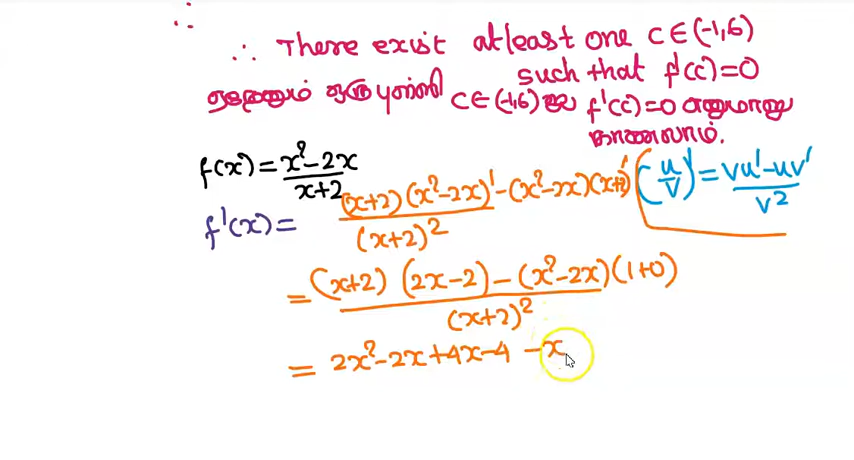 ∴
∴ There exist atleast one C∈(-1,6)
such that f'(c)=0
C∈(-1,6) f'(c)=0
f(x) = x²-2x / x+2
f'(x) = (x+2)(x²-2x)' - (x²-2x)(x+2)' / (x+2)² (u/v)' = vu'-uv' / v²
= (x+2) (2x-2) - (x²-2x)(1+0) / (x+2)²
= 2x²-2x+4x-4 -x